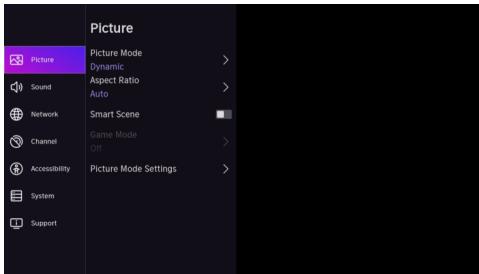 Picture
Picture
Sound
Network
Channel
Accessibility
System
Support
Picture Mode
Dynamic
Aspect Ratio
Auto
Smart Scene
Game Mode
Off
Picture Mode Settings